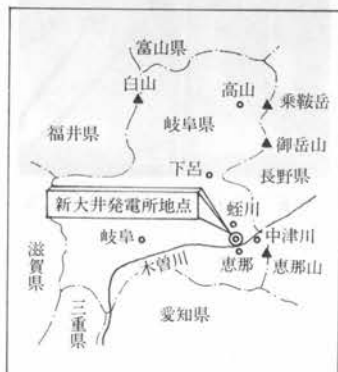 富山県
白山
高山
乗鞍岳
福井県
岐阜県
御岳山
下呂
長野県
新大井発電所地点
蛭川
岐阜
中津川
滋賀県
木曽川
恵那
恵那山
三重県
愛知県